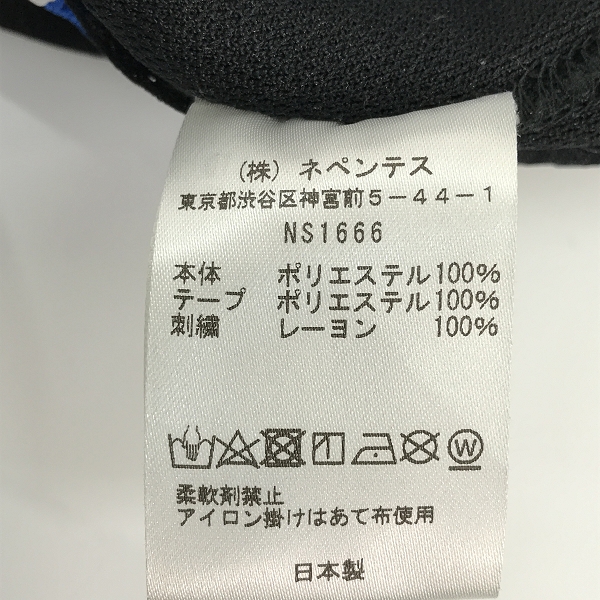 (株) ネペンテス
東京都渋谷区神宮前5-44-1
NS1666
本体 ポリエステル100%
テープ ポリエステル100%
刺繍 レーヨン 100%
W
柔軟剤禁止
アイロン掛けはあて布使用
日本製